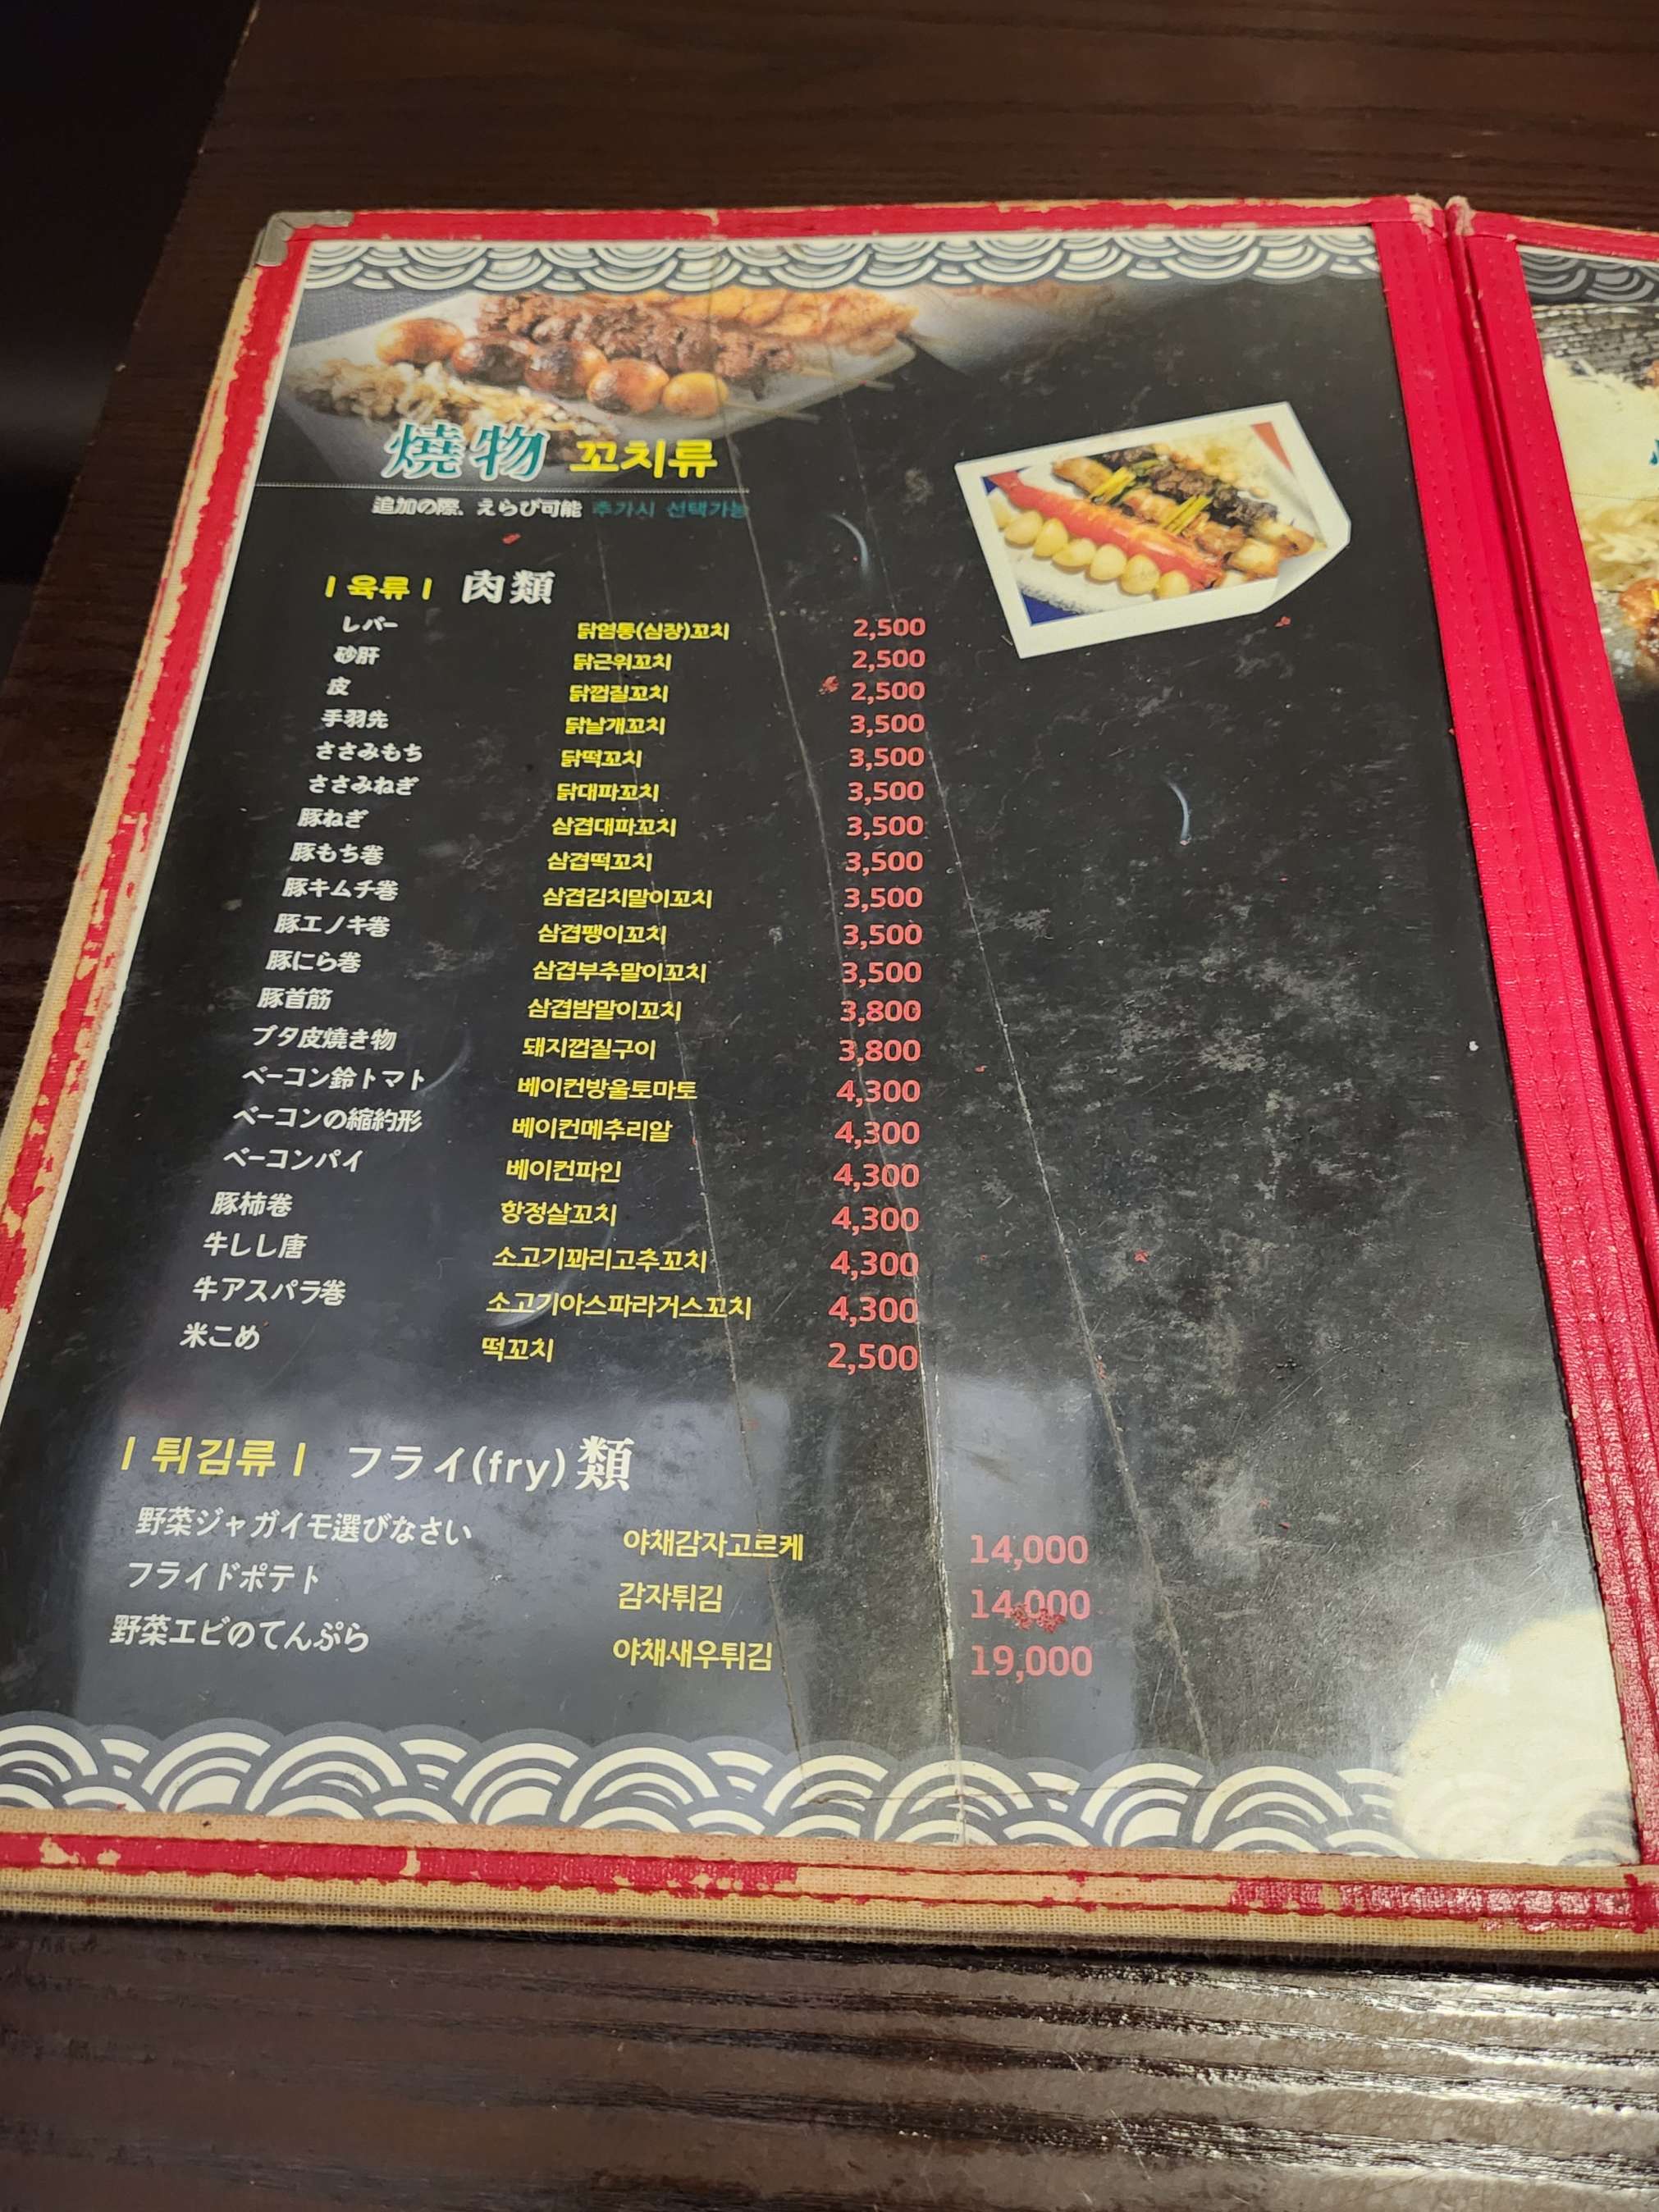 燒物 꼬치류
追加の際、えらび可能 추가시 선택가능
ㅣ육류ㅣ 肉類
レバー 닭염통(심장)꼬치 2,500
砂肝 닭근위꼬치 2,500
皮 닭껍질꼬치 2,500
手羽先 닭날개꼬치 3,500
ささみもち 닭떡꼬치 3,500
ささみねぎ 닭대파꼬치 3,500
豚ねぎ 삼겹대파꼬치 3,500
豚もち巻 삼겹떡꼬치 3,500
豚キムチ巻 삼겹김치말이꼬치 3,500
豚エノキ巻 삼겹팽이꼬치 3,500
豚にら巻 삼겹부추말이꼬치 3,500
豚首筋 삼겹밤말이꼬치 3,800
ブタ皮燒き物 돼지껍질구이 3,800
ベーコン鈴トマト 베이컨방울토마토 4,300
ベーコンの縮約形 베이컨메추리알 4,300
ベーコンパイ 베이컨파인 4,300
豚柿巻 항정살꼬치 4,300
牛しし唐 소고기꽈리고추꼬치 4,300
牛アスパラ巻 소고기아스파라거스꼬치 4,300
米こめ 떡꼬치 2,500
ㅣ튀김류ㅣ フライ(fry)類
野菜ジャガイモ選びなさい 야채감자고르케 14,000
フライドポテト 감자튀김 14,000
野菜エビのてんぷら 야채새우튀김 19,000